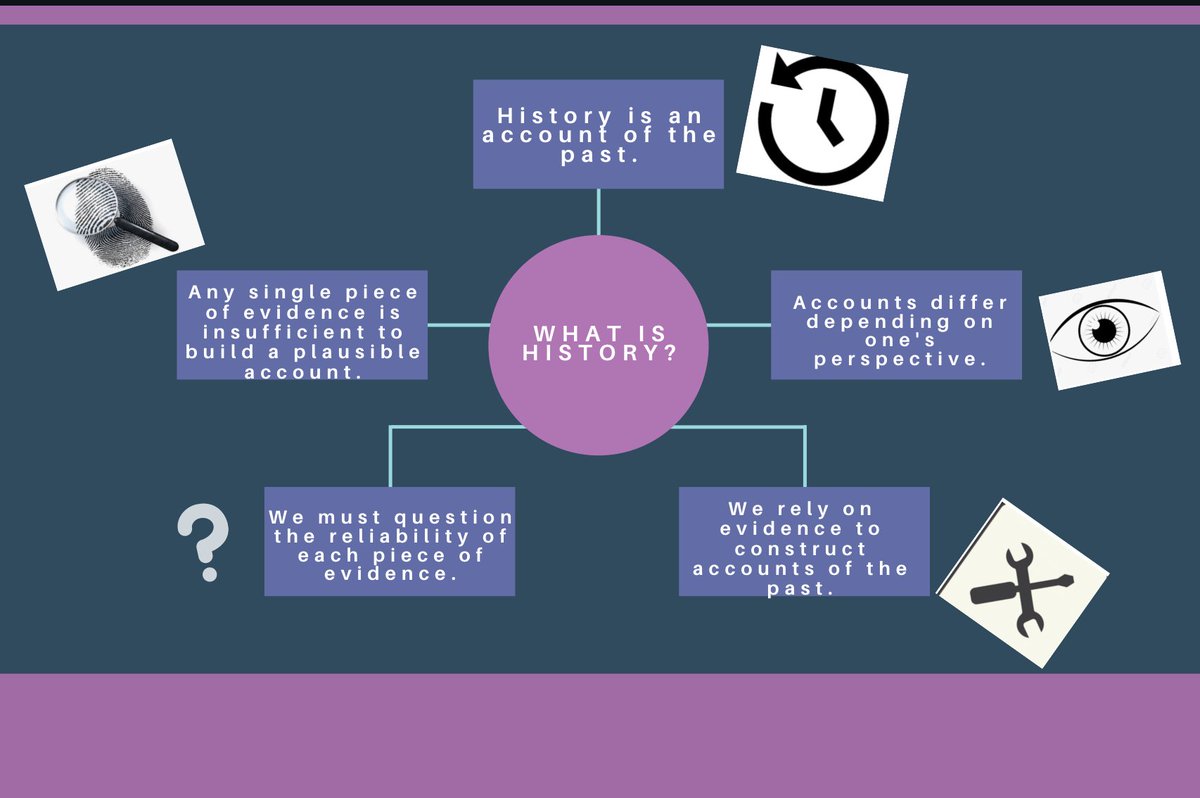 History is an
account of the
past.
Any single piece
of evidence is
insufficient to
build a plausible
account.
WHAT IS
HISTORY?
Accounts differ
depending on
one's
perspective.
We must question
the reliability of
each piece of
evidence.
We rely on
evidence to
construct
accounts of the
past.
?